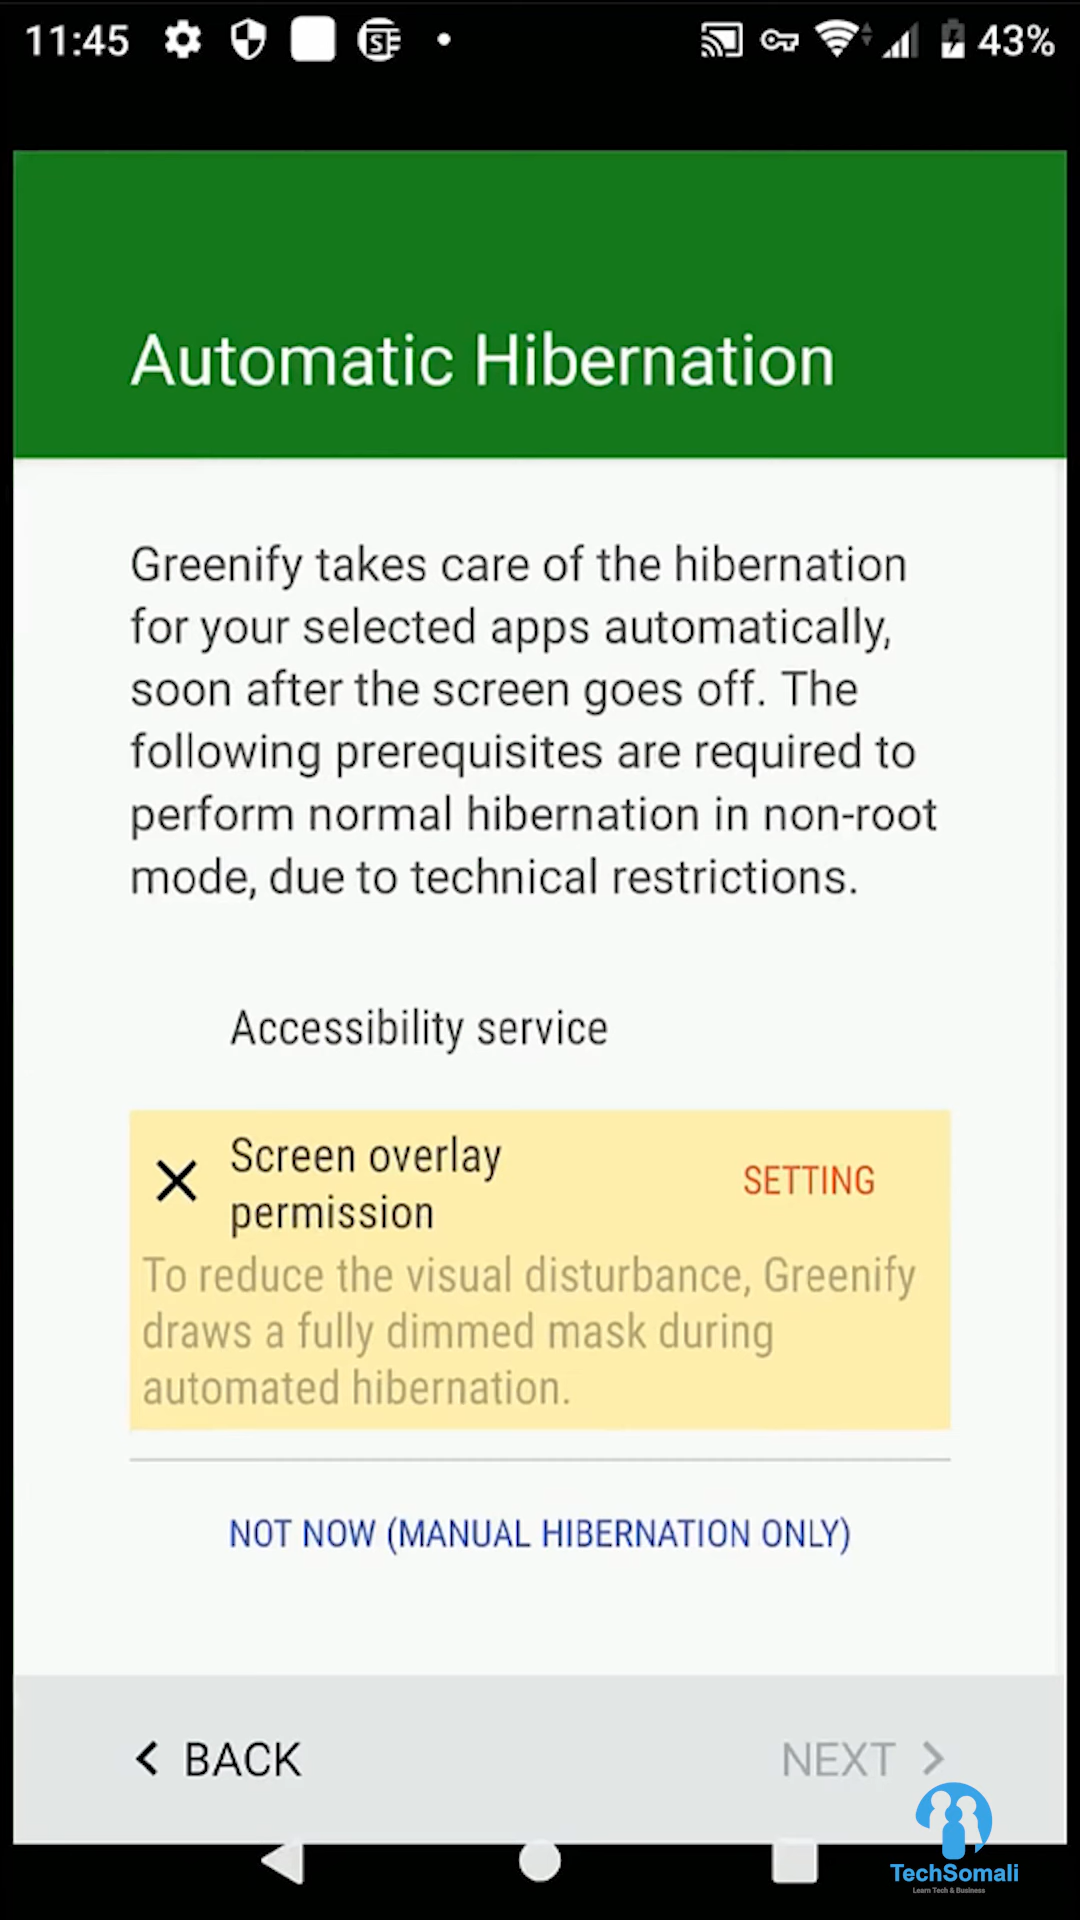 11:45
43%
Automatic Hibernation
Greenify takes care of the hibernation
for your selected apps automatically,
soon after the screen goes off. The
following prerequisites are required to
perform normal hibernation in non-root
mode, due to technical restrictions.
Accessibility service
Screen overlay
permission
SETTING
To reduce the visual disturbance, Greenify
draws a fully dimmed mask during
automated hibernation.
NOT NOW (MANUAL HIBERNATION ONLY)
BACK
NEXT
TechSomali
Learn Tech & Business